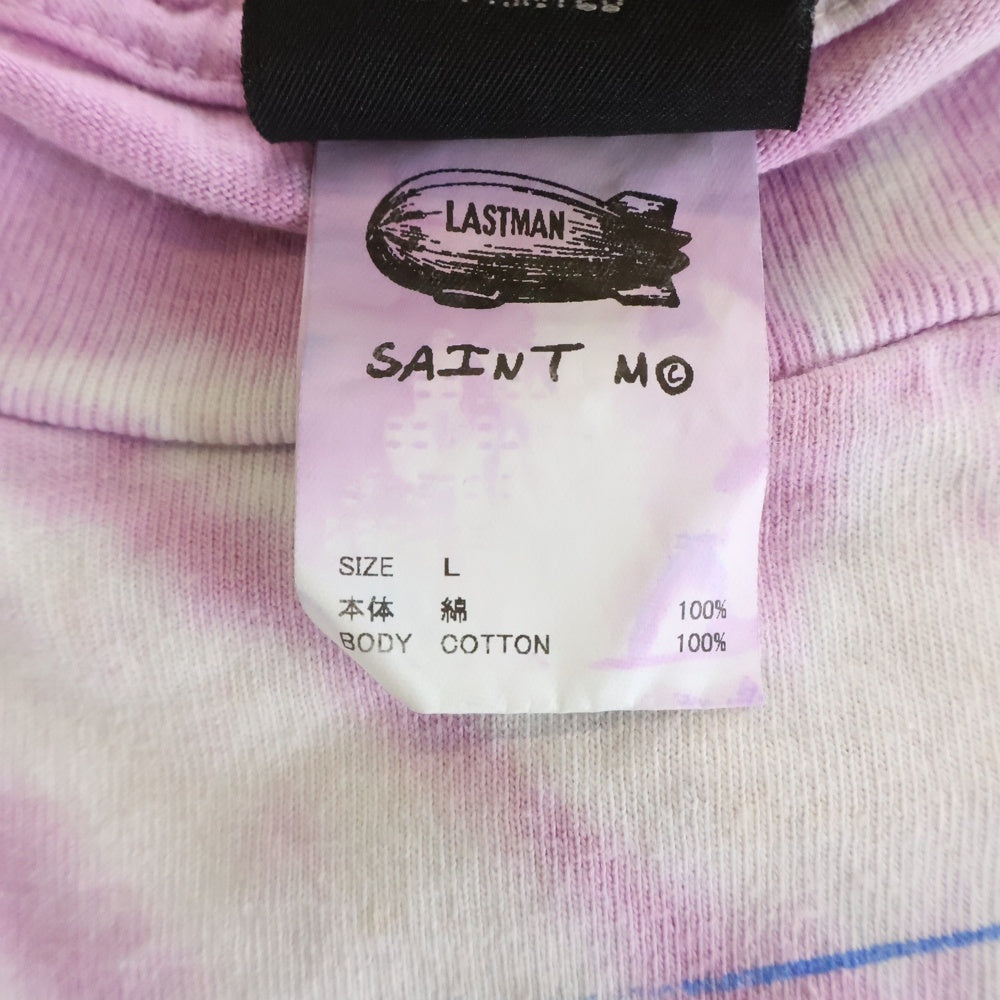 LASTMAN
SAINT M©
SIZE L
本体 綿 100%
BODY COTTON 100%